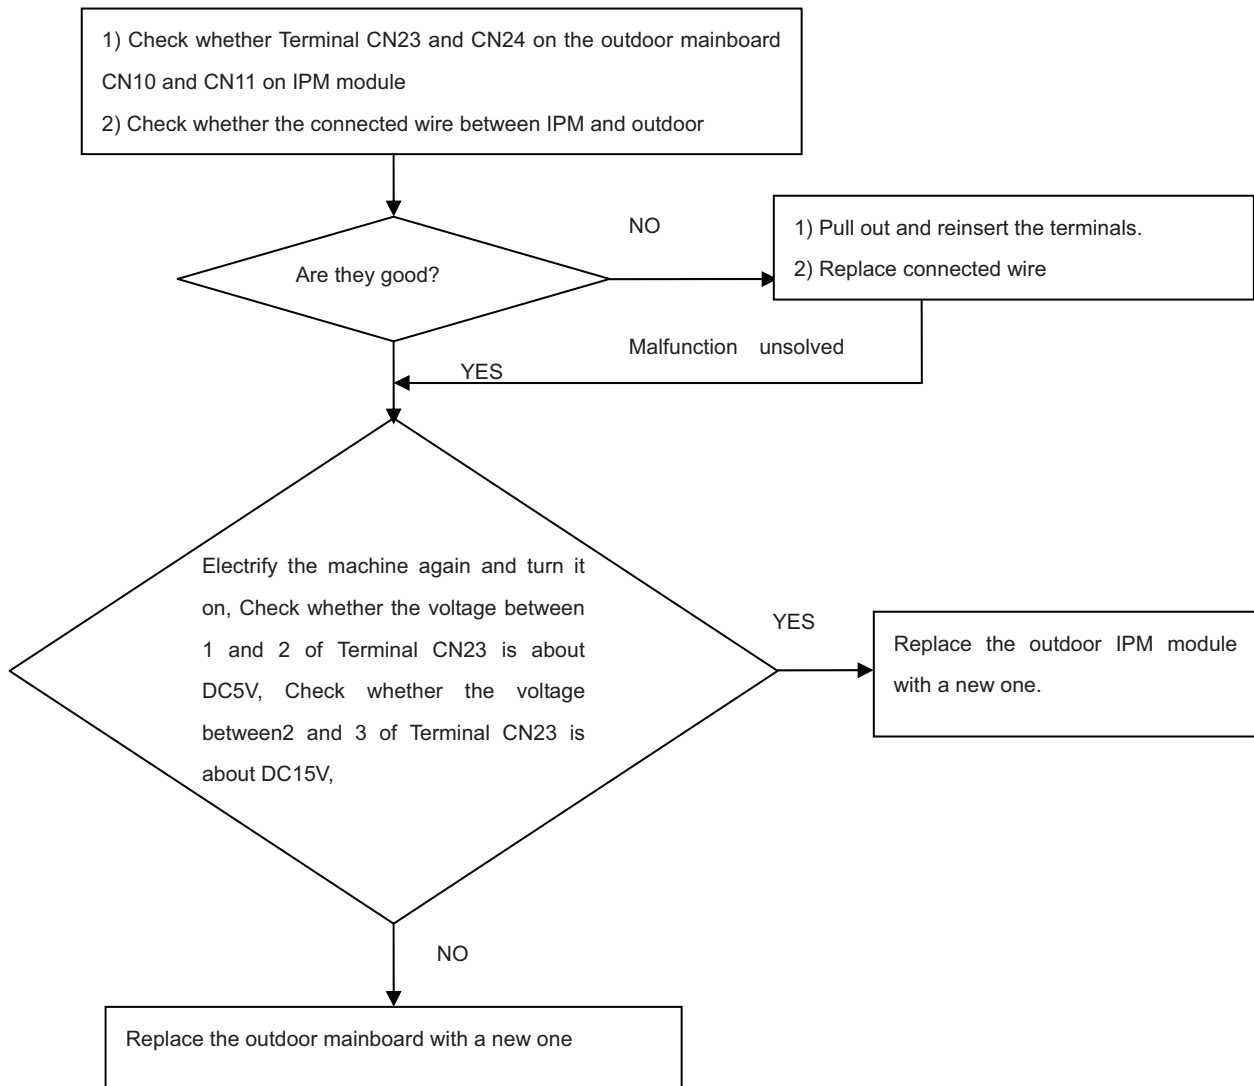 1) Check whether Terminal CN23 and CN24 on the outdoor mainboard
CN10 and CN11 on IPM module
2) Check whether the connected wire between IPM and outdoor
NO
1) Pull out and reinsert the terminals.
2) Replace connected wire
Are they good?
Malfunction unsolved
YES
Electrify the machine again and turn it
on, Check whether the voltage between
1 and 2 of Terminal CN23 is about
DC5V, Check whether the voltage
between2 and 3 of Terminal CN23 is
about DC15V,
YES
Replace the outdoor IPM module
with a new one.
NO
Replace the outdoor mainboard with a new one